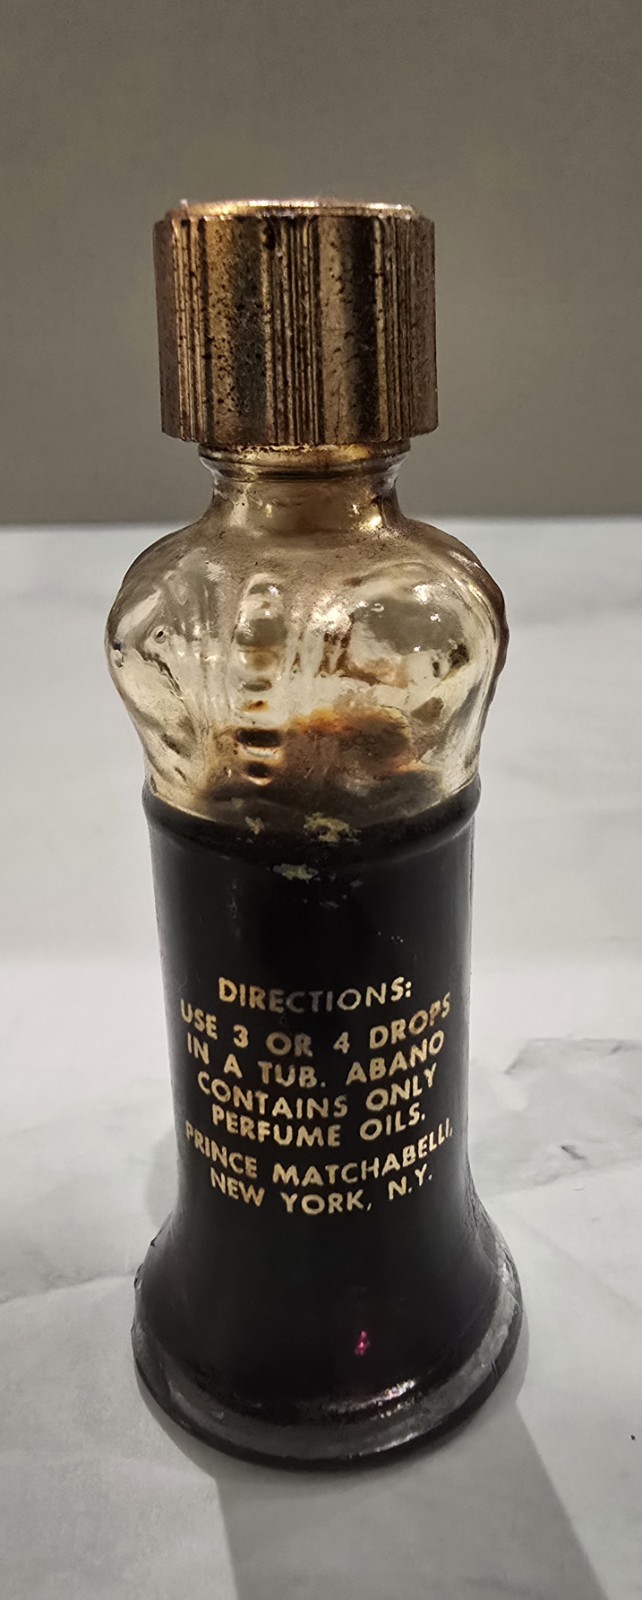 DIRECTIONS:
USE 3 OR 4 DROPS
IN A TUB. ABANO
CONTAINS ONLY
PERFUME OILS.
PRINCE MATCHABELLI,
NEW YORK, N.Y.